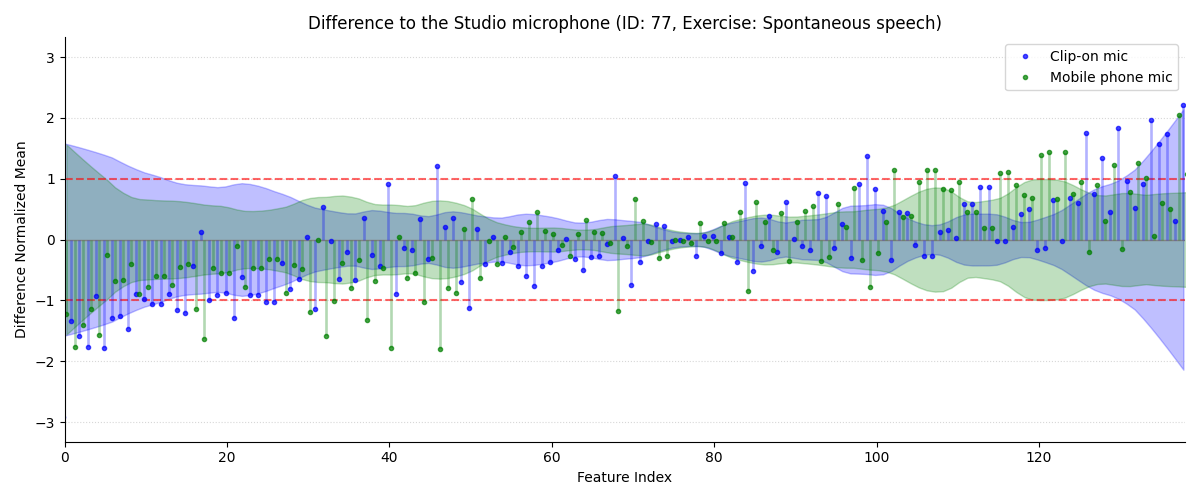 Difference to the Studio microphone (ID: 77, Exercise: Spontaneous speech)
Clip-on mic
Mobile phone mic
Difference Normalized Mean
3
2
1
0
−1
−2
−3
0 20 40 60 80 100 120
Feature Index